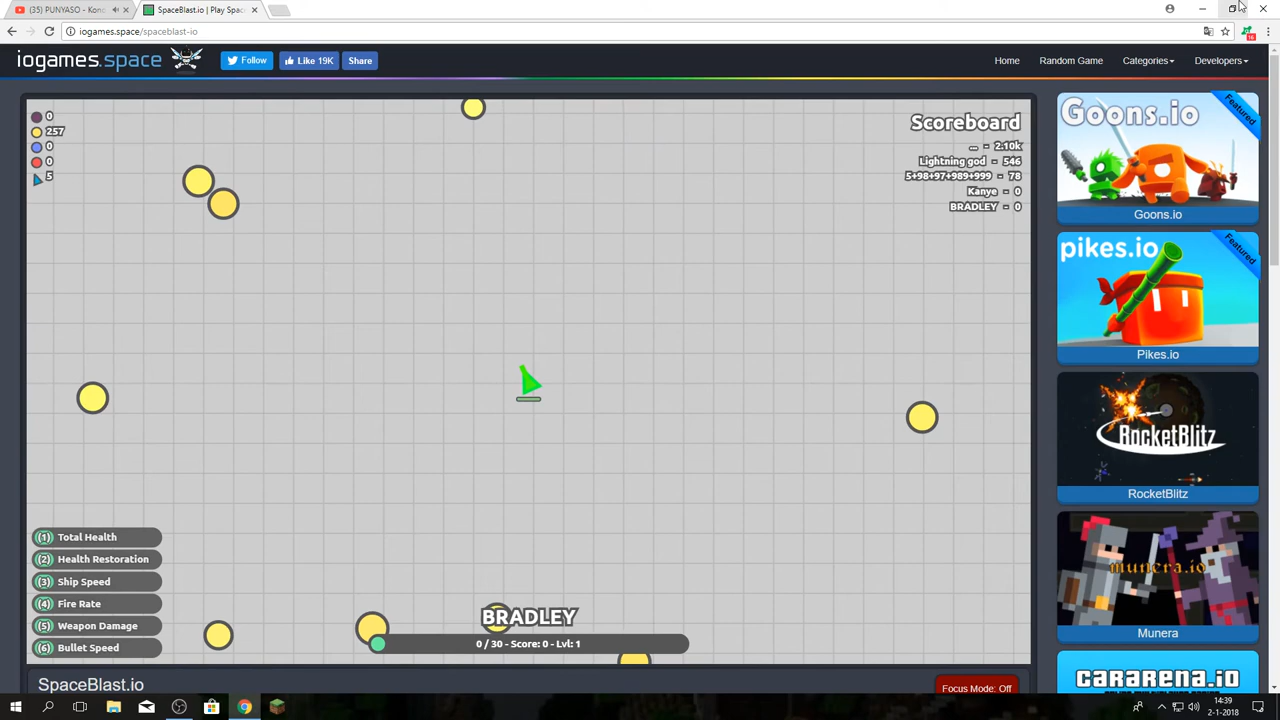 (35) PUNYASO - Kond
SpaceBlast.io | Play Spac
iogames.space/spaceblast-io
16
iogames.space
Follow
Like 19K
Share
Home
Random Game
Categories
Developers
0
257
0
0
5
Scoreboard
... - 2.10k
Lightning god - 546
5+98+97+989+999 - 78
Kanye - 0
BRADLEY - 0
(1) Total Health
(2) Health Restoration
(3) Ship Speed
(4) Fire Rate
(5) Weapon Damage
(6) Bullet Speed
BRADLEY
0 / 30 - Score: 0 - Lvl: 1
SpaceBlast.io
Focus Mode: Off
Goons.io
Featured
Goons.io
pikes.io
Featured
Pikes.io
ROCKETBLITZ
RocketBlitz
munera.io
Munera
CARARENA.IO
14:39
2-1-2018